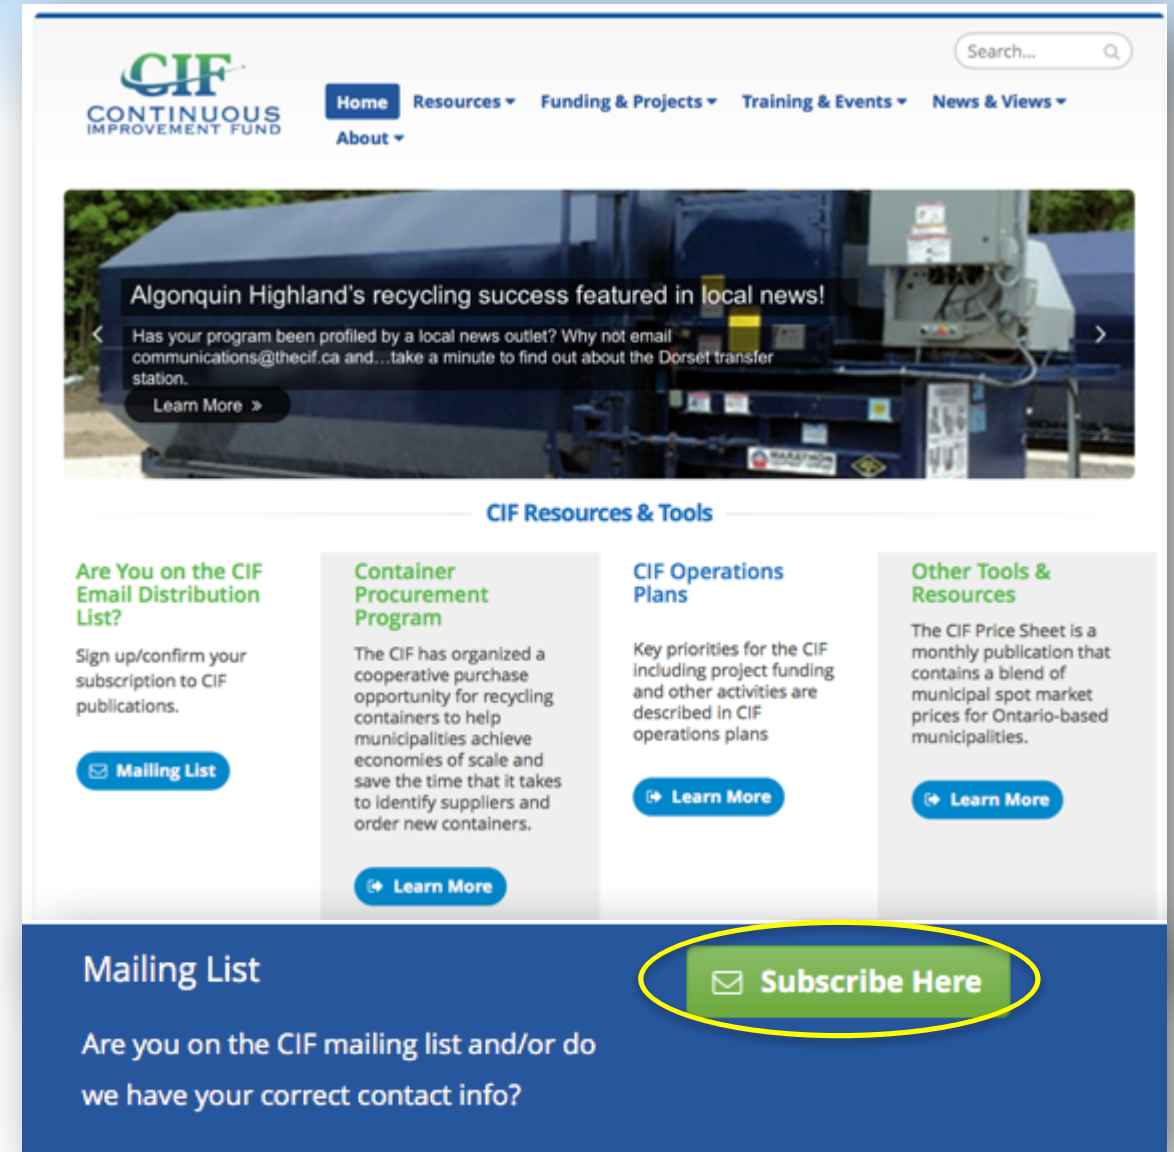 CIF
CONTINUOUS
IMPROVEMENT FUND
Search...
Home
Resources
Funding & Projects
Training & Events
News & Views
About
Algonquin Highland's recycling success featured in local news!
Has your program been profiled by a local news outlet? Why not email
communications@thecif.ca and...take a minute to find out about the Dorset transfer
station.
Learn More »
MARATHON
CIF Resources & Tools
Are You on the CIF
Email Distribution
List?
Sign up/confirm your
subscription to CIF
publications.
Mailing List
Container
Procurement
Program
The CIF has organized a
cooperative purchase
opportunity for recycling
containers to help
municipalities achieve
economies of scale and
save the time that it takes
to identify suppliers and
order new containers.
Learn More
CIF Operations
Plans
Key priorities for the CIF
including project funding
and other activities are
described in CIF
operations plans
Learn More
Other Tools &
Resources
The CIF Price Sheet is a
monthly publication that
contains a blend of
municipal spot market
prices for Ontario-based
municipalities.
Learn More
Mailing List
Subscribe Here
Are you on the CIF mailing list and/or do
we have your correct contact info?